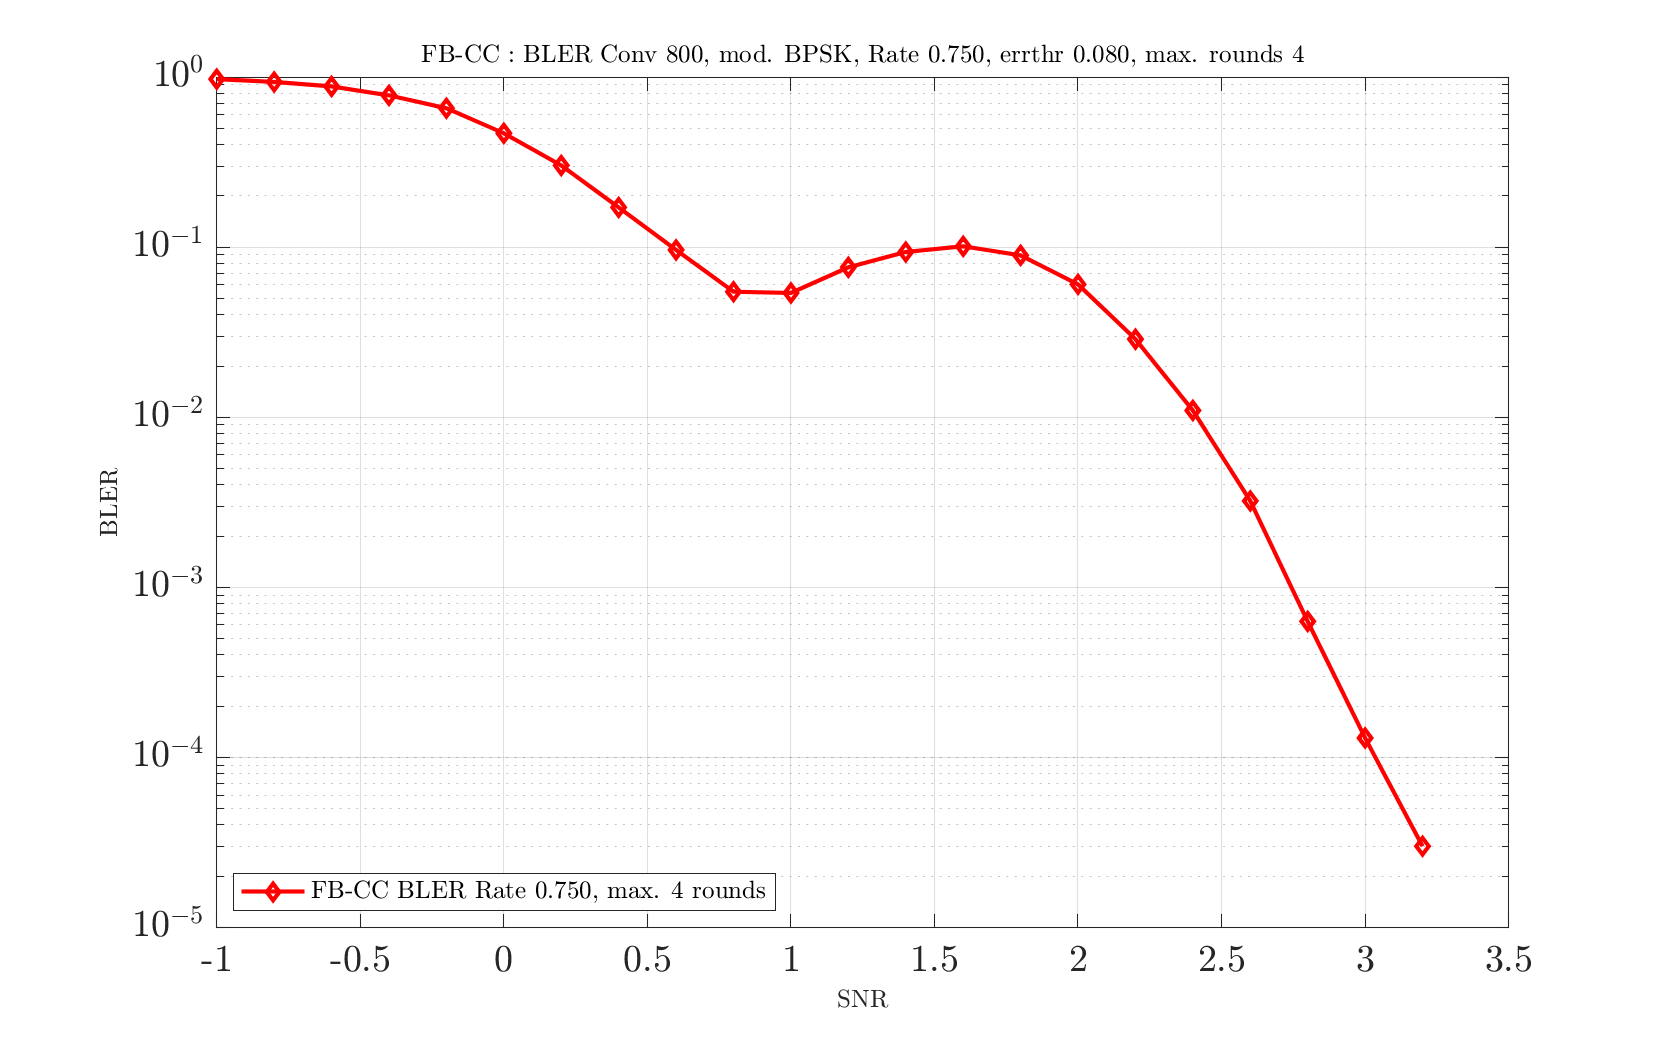 FB-CC : BLER Conv 800, mod. BPSK, Rate 0.750, errthr 0.080, max. rounds 4
10⁰
10⁻¹
10⁻²
10⁻³
10⁻⁴
10⁻⁵
BLER
FB-CC BLER Rate 0.750, max. 4 rounds
-1 -0.5 0 0.5 1 1.5 2 2.5 3 3.5
SNR